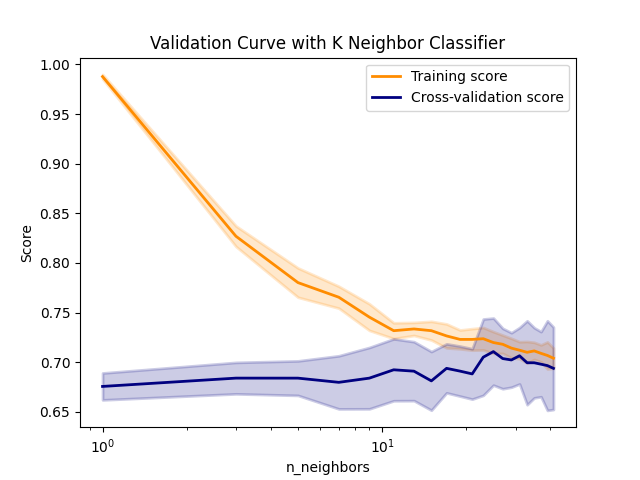 Validation Curve with K Neighbor Classifier
Training score
Cross-validation score
1.00
0.95
0.90
0.85
0.80
0.75
0.70
0.65
Score
10⁰
10¹
n_neighbors